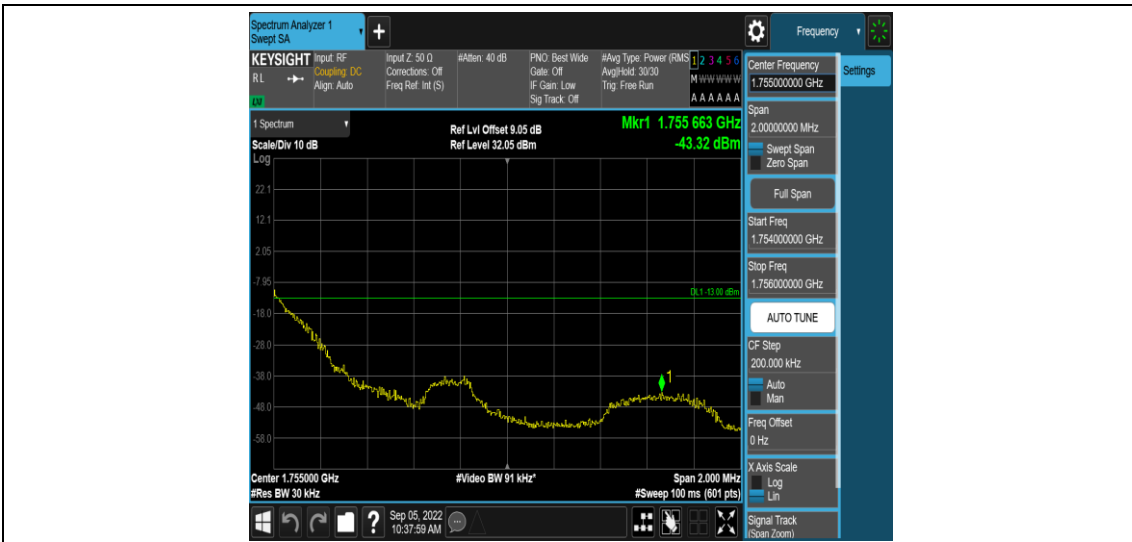 Spectrum Analyzer 1
Swept SA
+
Frequency
KEYSIGHT
RL
LXI
Input: RF
Coupling: DC
Align: Auto
Input Z: 50 Ω
Corrections: Off
Freq Ref: Int (S)
#Atten: 40 dB
PNO: Best Wide
Gate: Off
IF Gain: Low
Sig Track: Off
#Avg Type: Power (RMS
Avg|Hold: 30/30
Trig: Free Run
1 2 3 4 5 6
M W W W W W
A A A A A A
1 Spectrum
Scale/Div 10 dB
Log
Ref Lvl Offset 9.05 dB
Ref Level 32.05 dBm
Mkr1 1.755 663 GHz
-43.32 dBm
22.1
12.1
2.05
-7.95
-18.0
-28.0
-38.0
-48.0
-58.0
DL1 -13.00 dBm
1
Center 1.755000 GHz
#Res BW 30 kHz
#Video BW 91 kHz*
Span 2.000 MHz
#Sweep 100 ms (601 pts)
?
Sep 05, 2022
10:37:59 AM
Center Frequency
1.755000000 GHz
Settings
Span
2.00000000 MHz
Swept Span
Zero Span
Full Span
Start Freq
1.754000000 GHz
Stop Freq
1.756000000 GHz
AUTO TUNE
CF Step
200.000 kHz
Auto
Man
Freq Offset
0 Hz
X Axis Scale
Log
Lin
Signal Track
(Span Zoom)